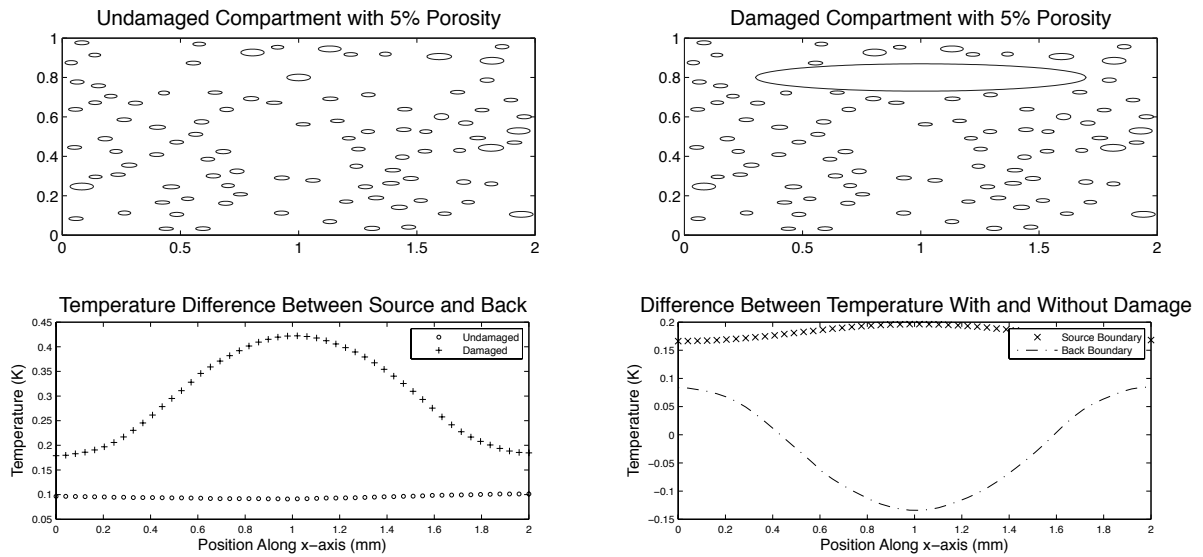 Undamaged Compartment with 5% Porosity
1
0.8
0.6
0.4
0.2
0
0 0.5 1 1.5 2
Damaged Compartment with 5% Porosity
1
0.8
0.6
0.4
0.2
0
0 0.5 1 1.5 2
Temperature Difference Between Source and Back
Temperature (K)
0.45
0.4
0.35
0.3
0.25
0.2
0.15
0.1
0.05
Undamaged
Damaged
0 0.2 0.4 0.6 0.8 1 1.2 1.4 1.6 1.8 2
Position Along x−axis (mm)
Difference Between Temperature With and Without Damage
Temperature (K)
0.2
0.15
0.1
0.05
0
−0.05
−0.1
−0.15
Source Boundary
Back Boundary
0 0.2 0.4 0.6 0.8 1 1.2 1.4 1.6 1.8 2
Position Along x−axis (mm)